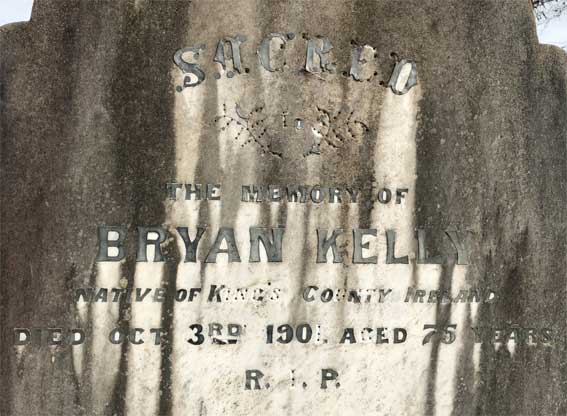 SACRED
TO
THE MEMORY OF
BRYAN KELLY
NATIVE OF KING'S COUNTY IRELAND
DIED OCT 3RD 1901. AGED 75 YEARS.
R.I.P.